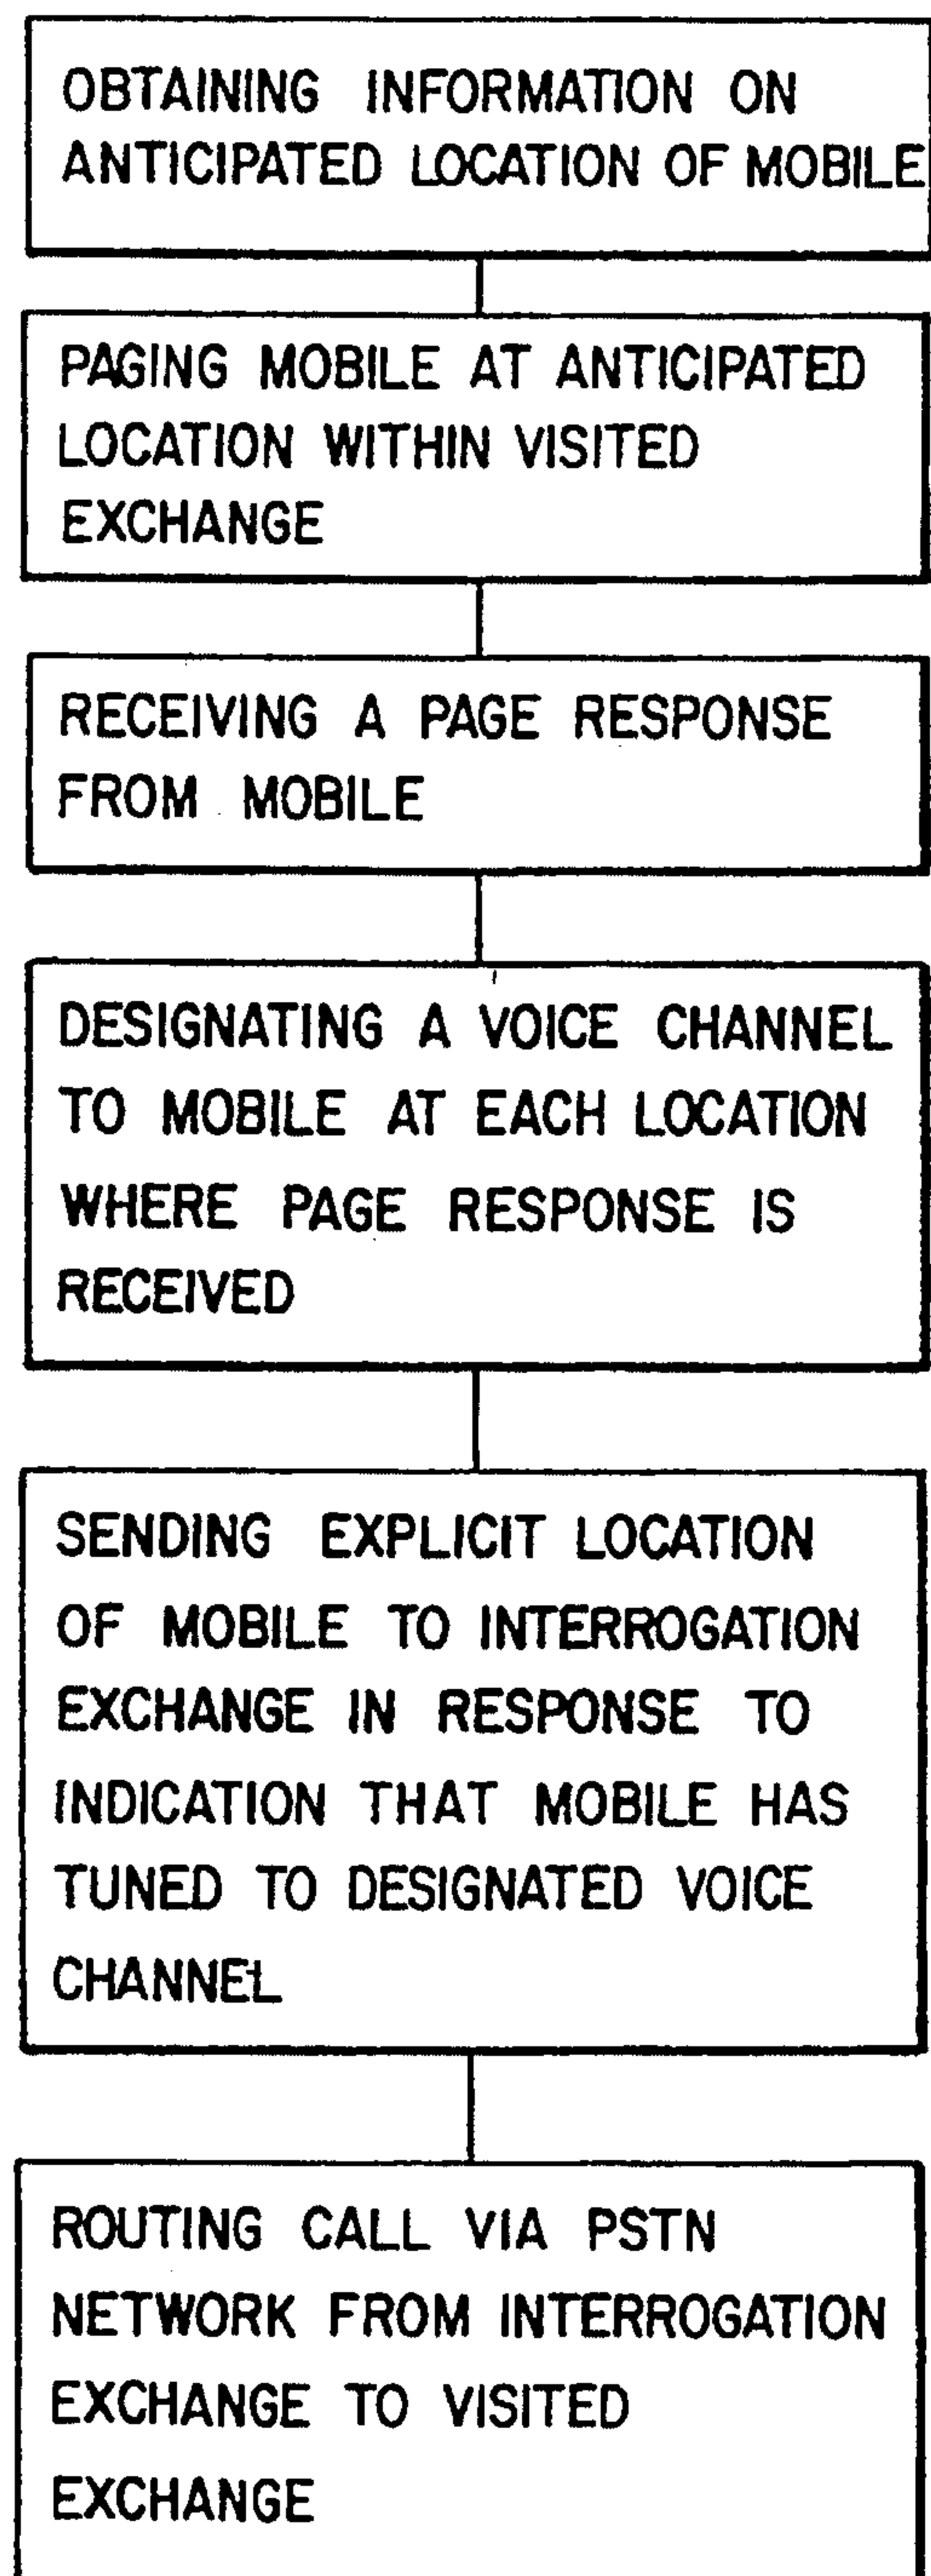 OBTAINING INFORMATION ON
ANTICIPATED LOCATION OF MOBILE
PAGING MOBILE AT ANTICIPATED
LOCATION WITHIN VISITED
EXCHANGE
RECEIVING A PAGE RESPONSE
FROM MOBILE
DESIGNATING A VOICE CHANNEL
TO MOBILE AT EACH LOCATION
WHERE PAGE RESPONSE IS
RECEIVED
SENDING EXPLICIT LOCATION
OF MOBILE TO INTERROGATION
EXCHANGE IN RESPONSE TO
INDICATION THAT MOBILE HAS
TUNED TO DESIGNATED VOICE
CHANNEL
ROUTING CALL VIA PSTN
NETWORK FROM INTERROGATION
EXCHANGE TO VISITED
EXCHANGE